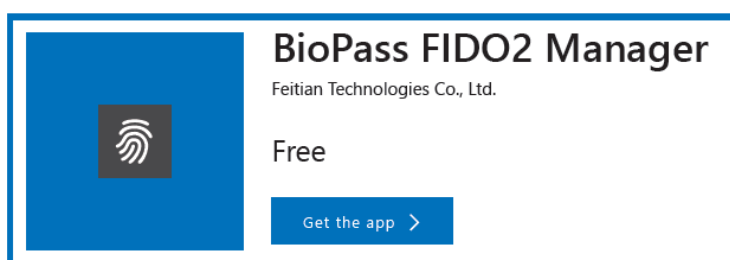 BioPass FIDO2 Manager
Feitian Technologies Co., Ltd.
Free
Get the app